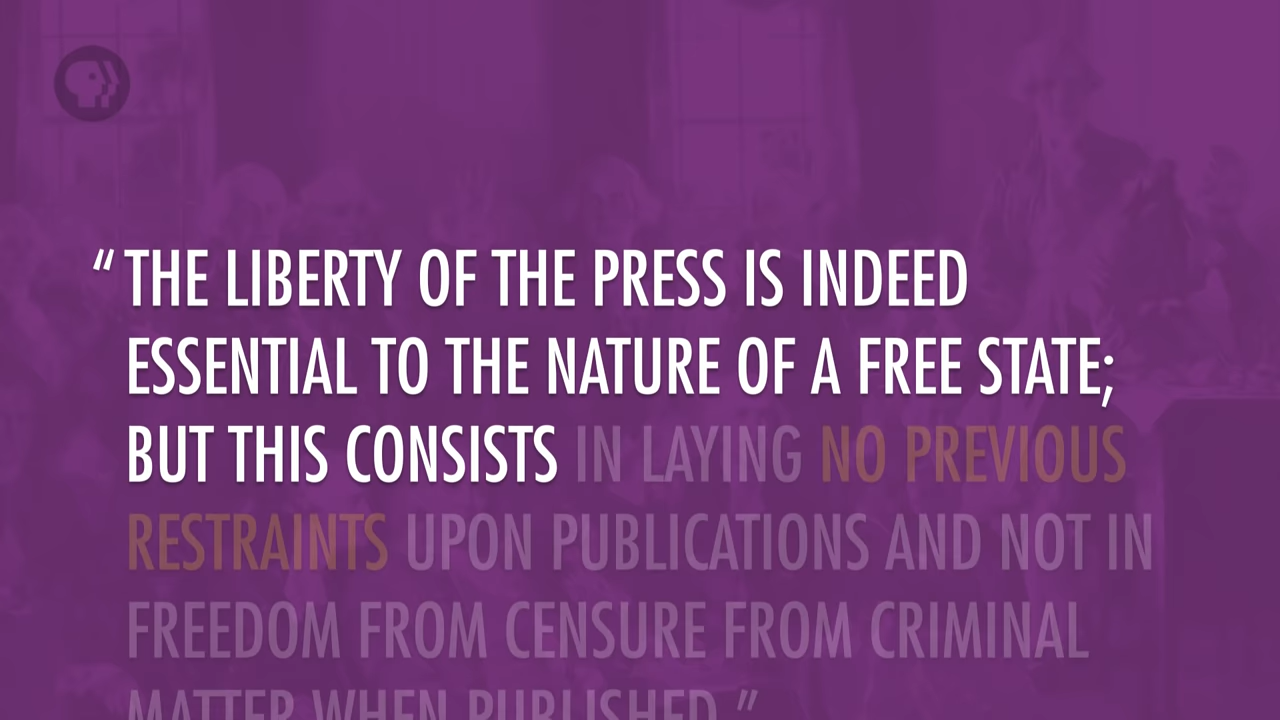 “ THE LIBERTY OF THE PRESS IS INDEED
ESSENTIAL TO THE NATURE OF A FREE STATE;
BUT THIS CONSISTS IN LAYING NO PREVIOUS
RESTRAINTS UPON PUBLICATIONS AND NOT IN
FREEDOM FROM CENSURE FROM CRIMINAL
MATTER WHEN PUBLISHED.”